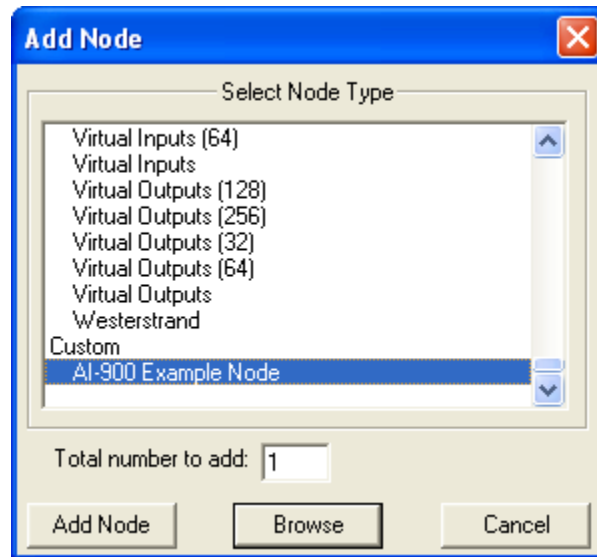 Add Node
Select Node Type
Virtual Inputs (64)
Virtual Inputs
Virtual Outputs (128)
Virtual Outputs (256)
Virtual Outputs (32)
Virtual Outputs (64)
Virtual Outputs
Westerstrand
Custom
AI-900 Example Node
Total number to add: 1
Add Node Browse Cancel